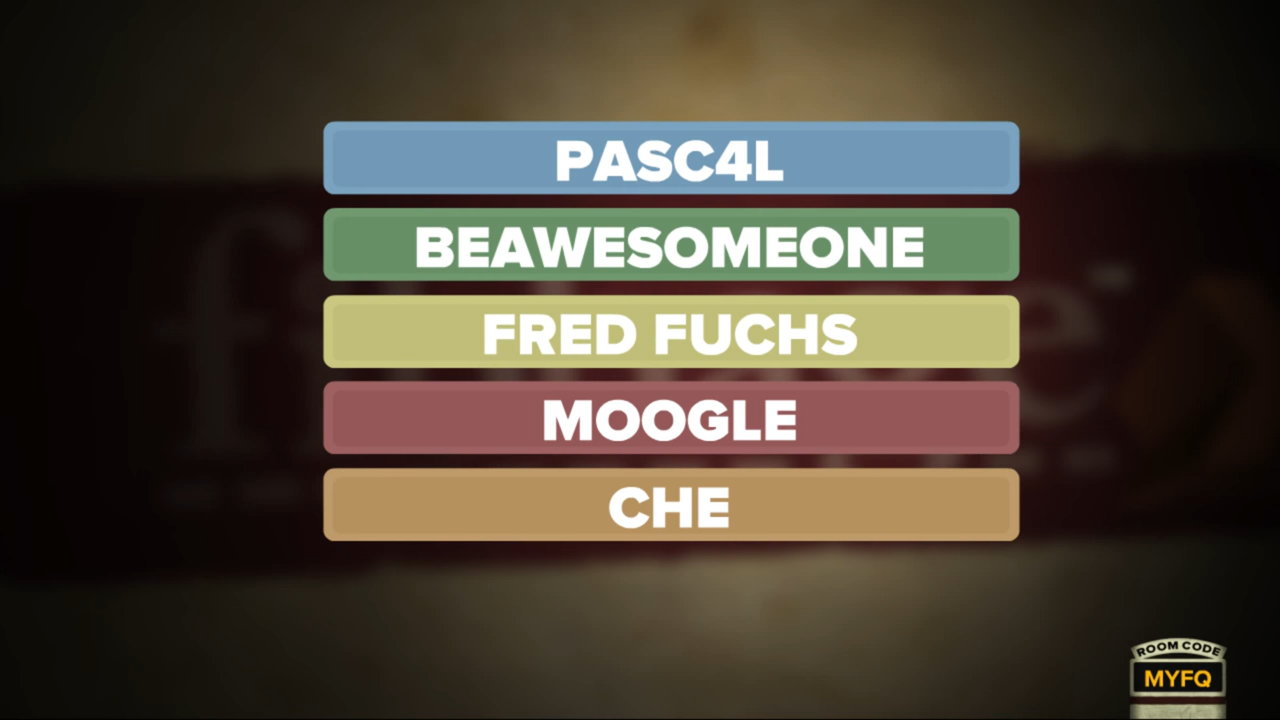 PASC4L
BEAWESOMEONE
FRED FUCHS
MOOGLE
CHE
ROOM CODE
MYFQ